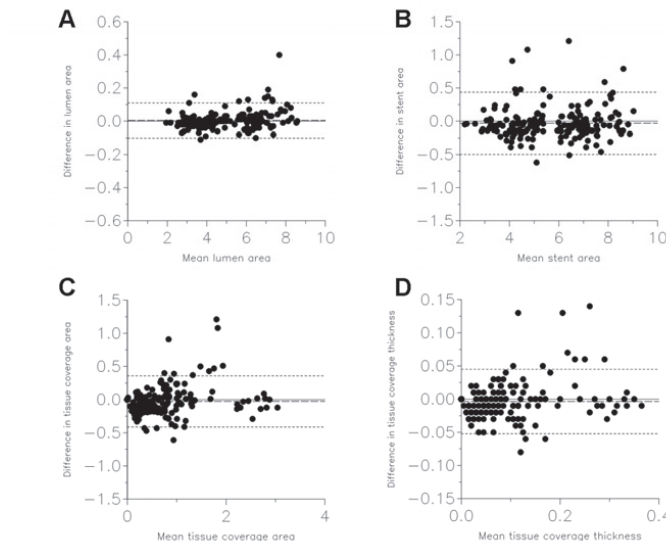 A
Difference in lumen area
0.6
0.4
0.2
0.0
−0.2
−0.4
−0.6
0 2 4 6 8 10
Mean lumen area
B
Difference in stent area
1.5
1.0
0.5
0.0
−0.5
−1.0
−1.5
2 4 6 8 10
Mean stent area
C
Difference in tissue coverage area
1.5
1.0
0.5
0.0
−0.5
−1.0
−1.5
0 2 4
Mean tissue coverage area
D
Difference in tissue coverage thickness
0.15
0.10
0.05
0.00
−0.05
−0.10
−0.15
0.0 0.2 0.4
Mean tissue coverage thickness